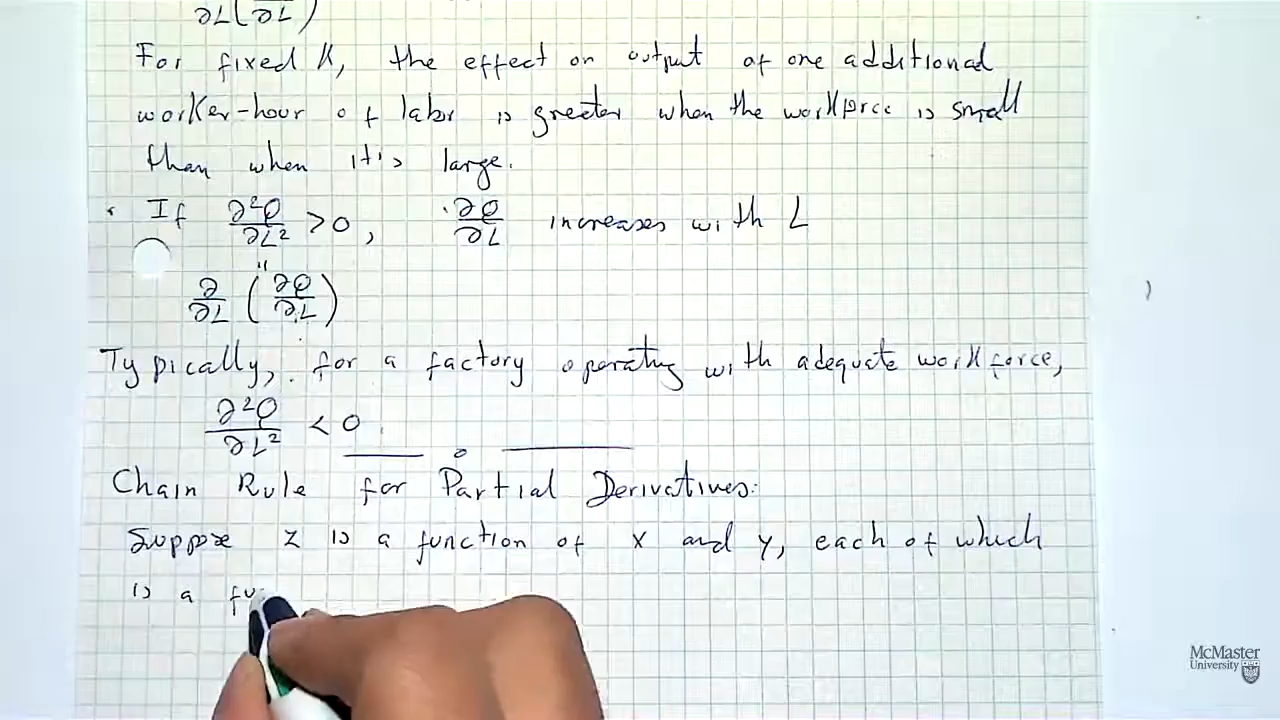 ∂L(∂L)
For fixed K, the effect on output of one additional
worker-hour of labor is greater when the workforce is small
than when it's large.
· If ∂²Q/∂L² > 0, ∂Q/∂L increases with L
"
∂/∂L (∂Q/∂L)
Typically, for a factory operating with adequate workforce,
∂²Q/∂L² < 0.
Chain Rule for Partial Derivatives:
Suppose z is a function of x and y, each of which
is a fu
McMaster
University